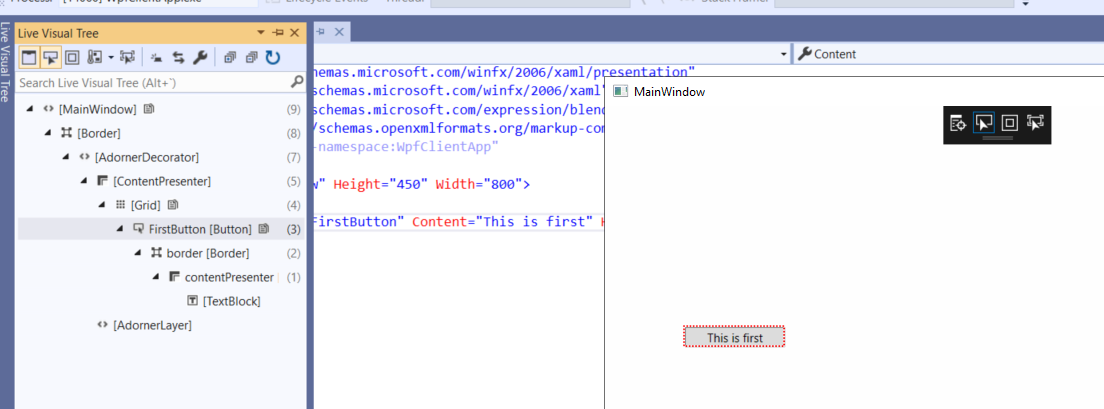 Live Visual Tree
Live Visual Tree
Search Live Visual Tree (Alt+`)
[MainWindow] (9)
[Border] (8)
[AdornerDecorator] (7)
[ContentPresenter] (5)
[Grid] (4)
FirstButton [Button] (3)
border [Border] (2)
contentPresenter (1)
[TextBlock]
[AdornerLayer]
Content
hemas.microsoft.com/winfx/2006/xaml/presentation"
schemas.microsoft.com/winfx/2006/xaml"
schemas.microsoft.com/expression/blend
/schemas.openxmlformats.org/markup-com
-namespace:WpfClientApp"
w" Height="450" Width="800">
FirstButton" Content="This is first" H
MainWindow
This is first